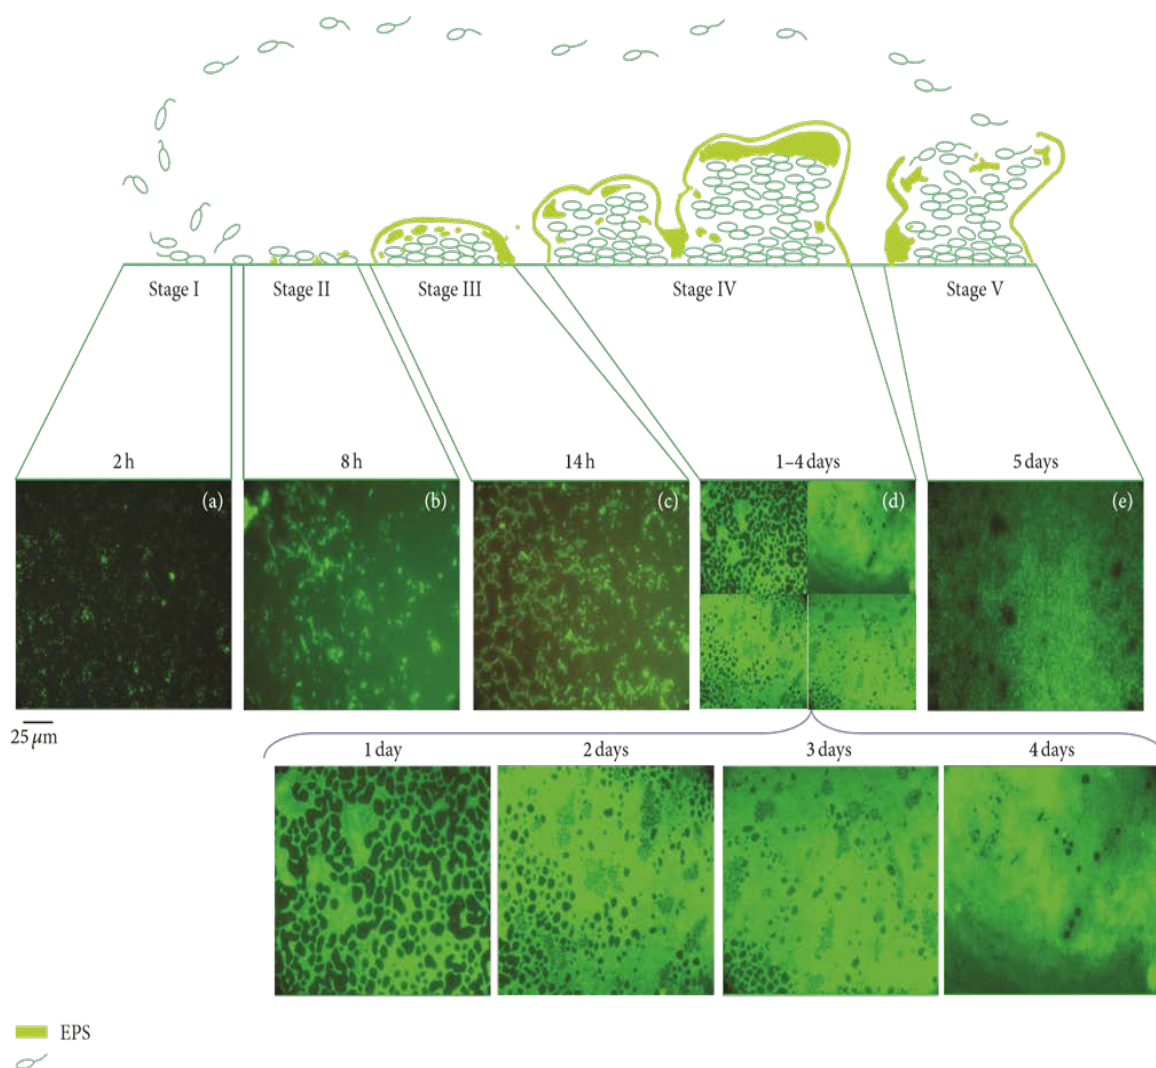 Stage I
Stage II
Stage III
Stage IV
Stage V
2 h
8 h
14 h
1–4 days
5 days
(a)
(b)
(c)
(d)
(e)
25 μm
1 day
2 days
3 days
4 days
EPS